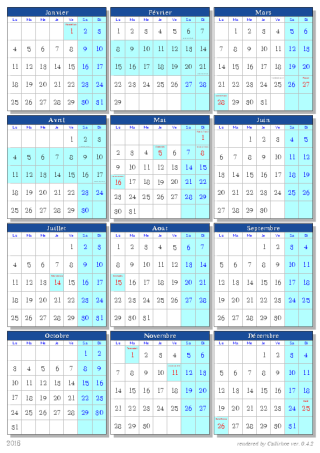 Janvier
Lu Ma Me Je Ve Sa Di
1 2 3
4 5 6 7 8 9 10
11 12 13 14 15 16 17
18 19 20 21 22 23 24
25 26 27 28 29 30 31
Février
Lu Ma Me Je Ve Sa Di
1 2 3 4 5 6 7
8 9 10 11 12 13 14
15 16 17 18 19 20 21
22 23 24 25 26 27 28
29
Mars
Lu Ma Me Je Ve Sa Di
1 2 3 4 5 6
7 8 9 10 11 12 13
14 15 16 17 18 19 20
21 22 23 24 25 26 27
28 29 30 31
Avril
Lu Ma Me Je Ve Sa Di
1 2 3
4 5 6 7 8 9 10
11 12 13 14 15 16 17
18 19 20 21 22 23 24
25 26 27 28 29 30
Mai
Lu Ma Me Je Ve Sa Di
1
2 3 4 5 6 7 8
9 10 11 12 13 14 15
16 17 18 19 20 21 22
23 24 25 26 27 28 29
30 31
Juin
Lu Ma Me Je Ve Sa Di
1 2 3 4 5
6 7 8 9 10 11 12
13 14 15 16 17 18 19
20 21 22 23 24 25 26
27 28 29 30
Juillet
Lu Ma Me Je Ve Sa Di
1 2 3
4 5 6 7 8 9 10
11 12 13 14 15 16 17
18 19 20 21 22 23 24
25 26 27 28 29 30 31
Aout
Lu Ma Me Je Ve Sa Di
1 2 3 4 5 6 7
8 9 10 11 12 13 14
15 16 17 18 19 20 21
22 23 24 25 26 27 28
29 30 31
Septembre
Lu Ma Me Je Ve Sa Di
1 2 3 4
5 6 7 8 9 10 11
12 13 14 15 16 17 18
19 20 21 22 23 24 25
26 27 28 29 30
Octobre
Lu Ma Me Je Ve Sa Di
1 2
3 4 5 6 7 8 9
10 11 12 13 14 15 16
17 18 19 20 21 22 23
24 25 26 27 28 29 30
31
Novembre
Lu Ma Me Je Ve Sa Di
1 2 3 4 5 6
7 8 9 10 11 12 13
14 15 16 17 18 19 20
21 22 23 24 25 26 27
28 29 30
Décembre
Lu Ma Me Je Ve Sa Di
1 2 3 4
5 6 7 8 9 10 11
12 13 14 15 16 17 18
19 20 21 22 23 24 25
26 27 28 29 30 31
2016
rendered by Callirhoe ver. 0.4.2